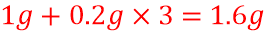 1g + 0.2g × 3 = 1.6g